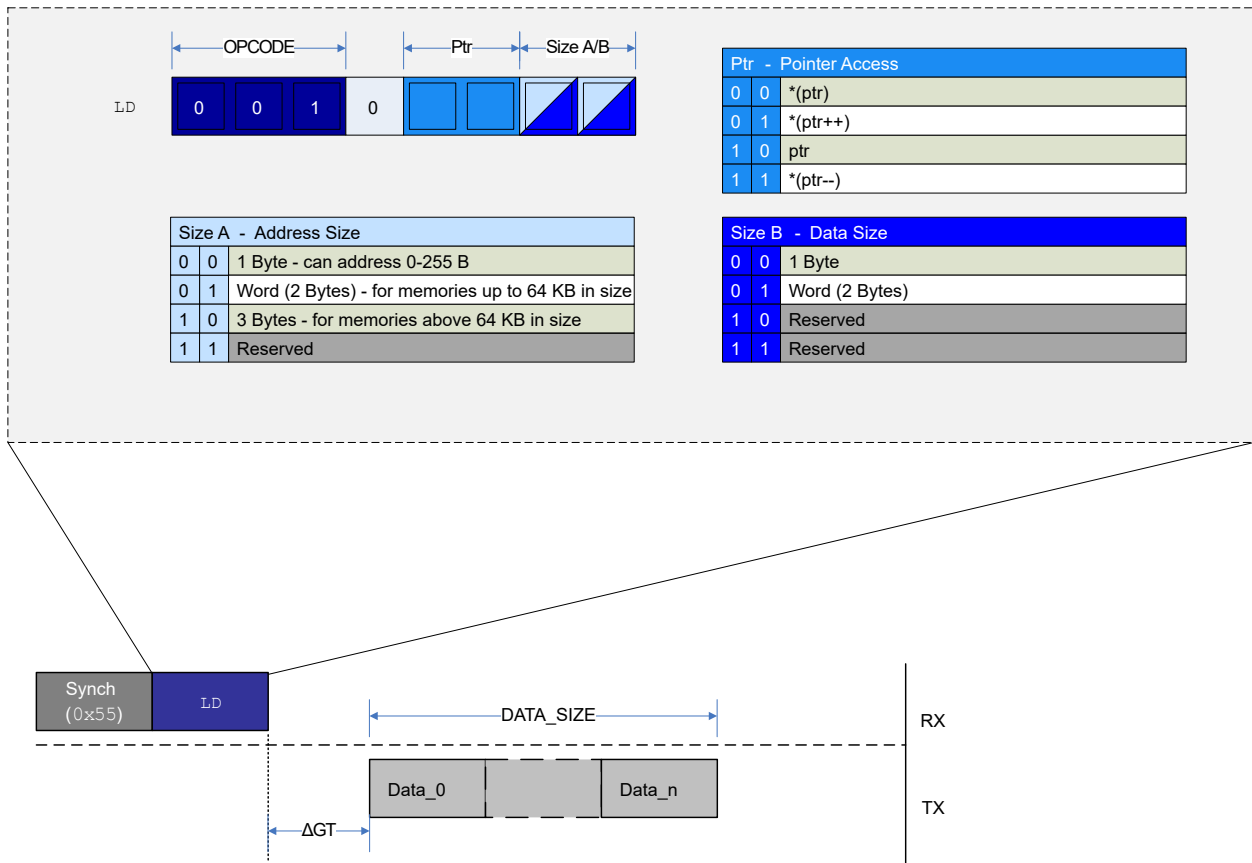 OPCODE Ptr Size A/B
LD 0 0 1 0
Ptr - Pointer Access
0 0 *(ptr)
0 1 *(ptr++)
1 0 ptr
1 1 *(ptr--)
Size A - Address Size
0 0 1 Byte - can address 0-255 B
0 1 Word (2 Bytes) - for memories up to 64 KB in size
1 0 3 Bytes - for memories above 64 KB in size
1 1 Reserved
Size B - Data Size
0 0 1 Byte
0 1 Word (2 Bytes)
1 0 Reserved
1 1 Reserved
Synch
(0x55)
LD
DATA_SIZE
RX
Data_0
Data_n
TX
ΔGT